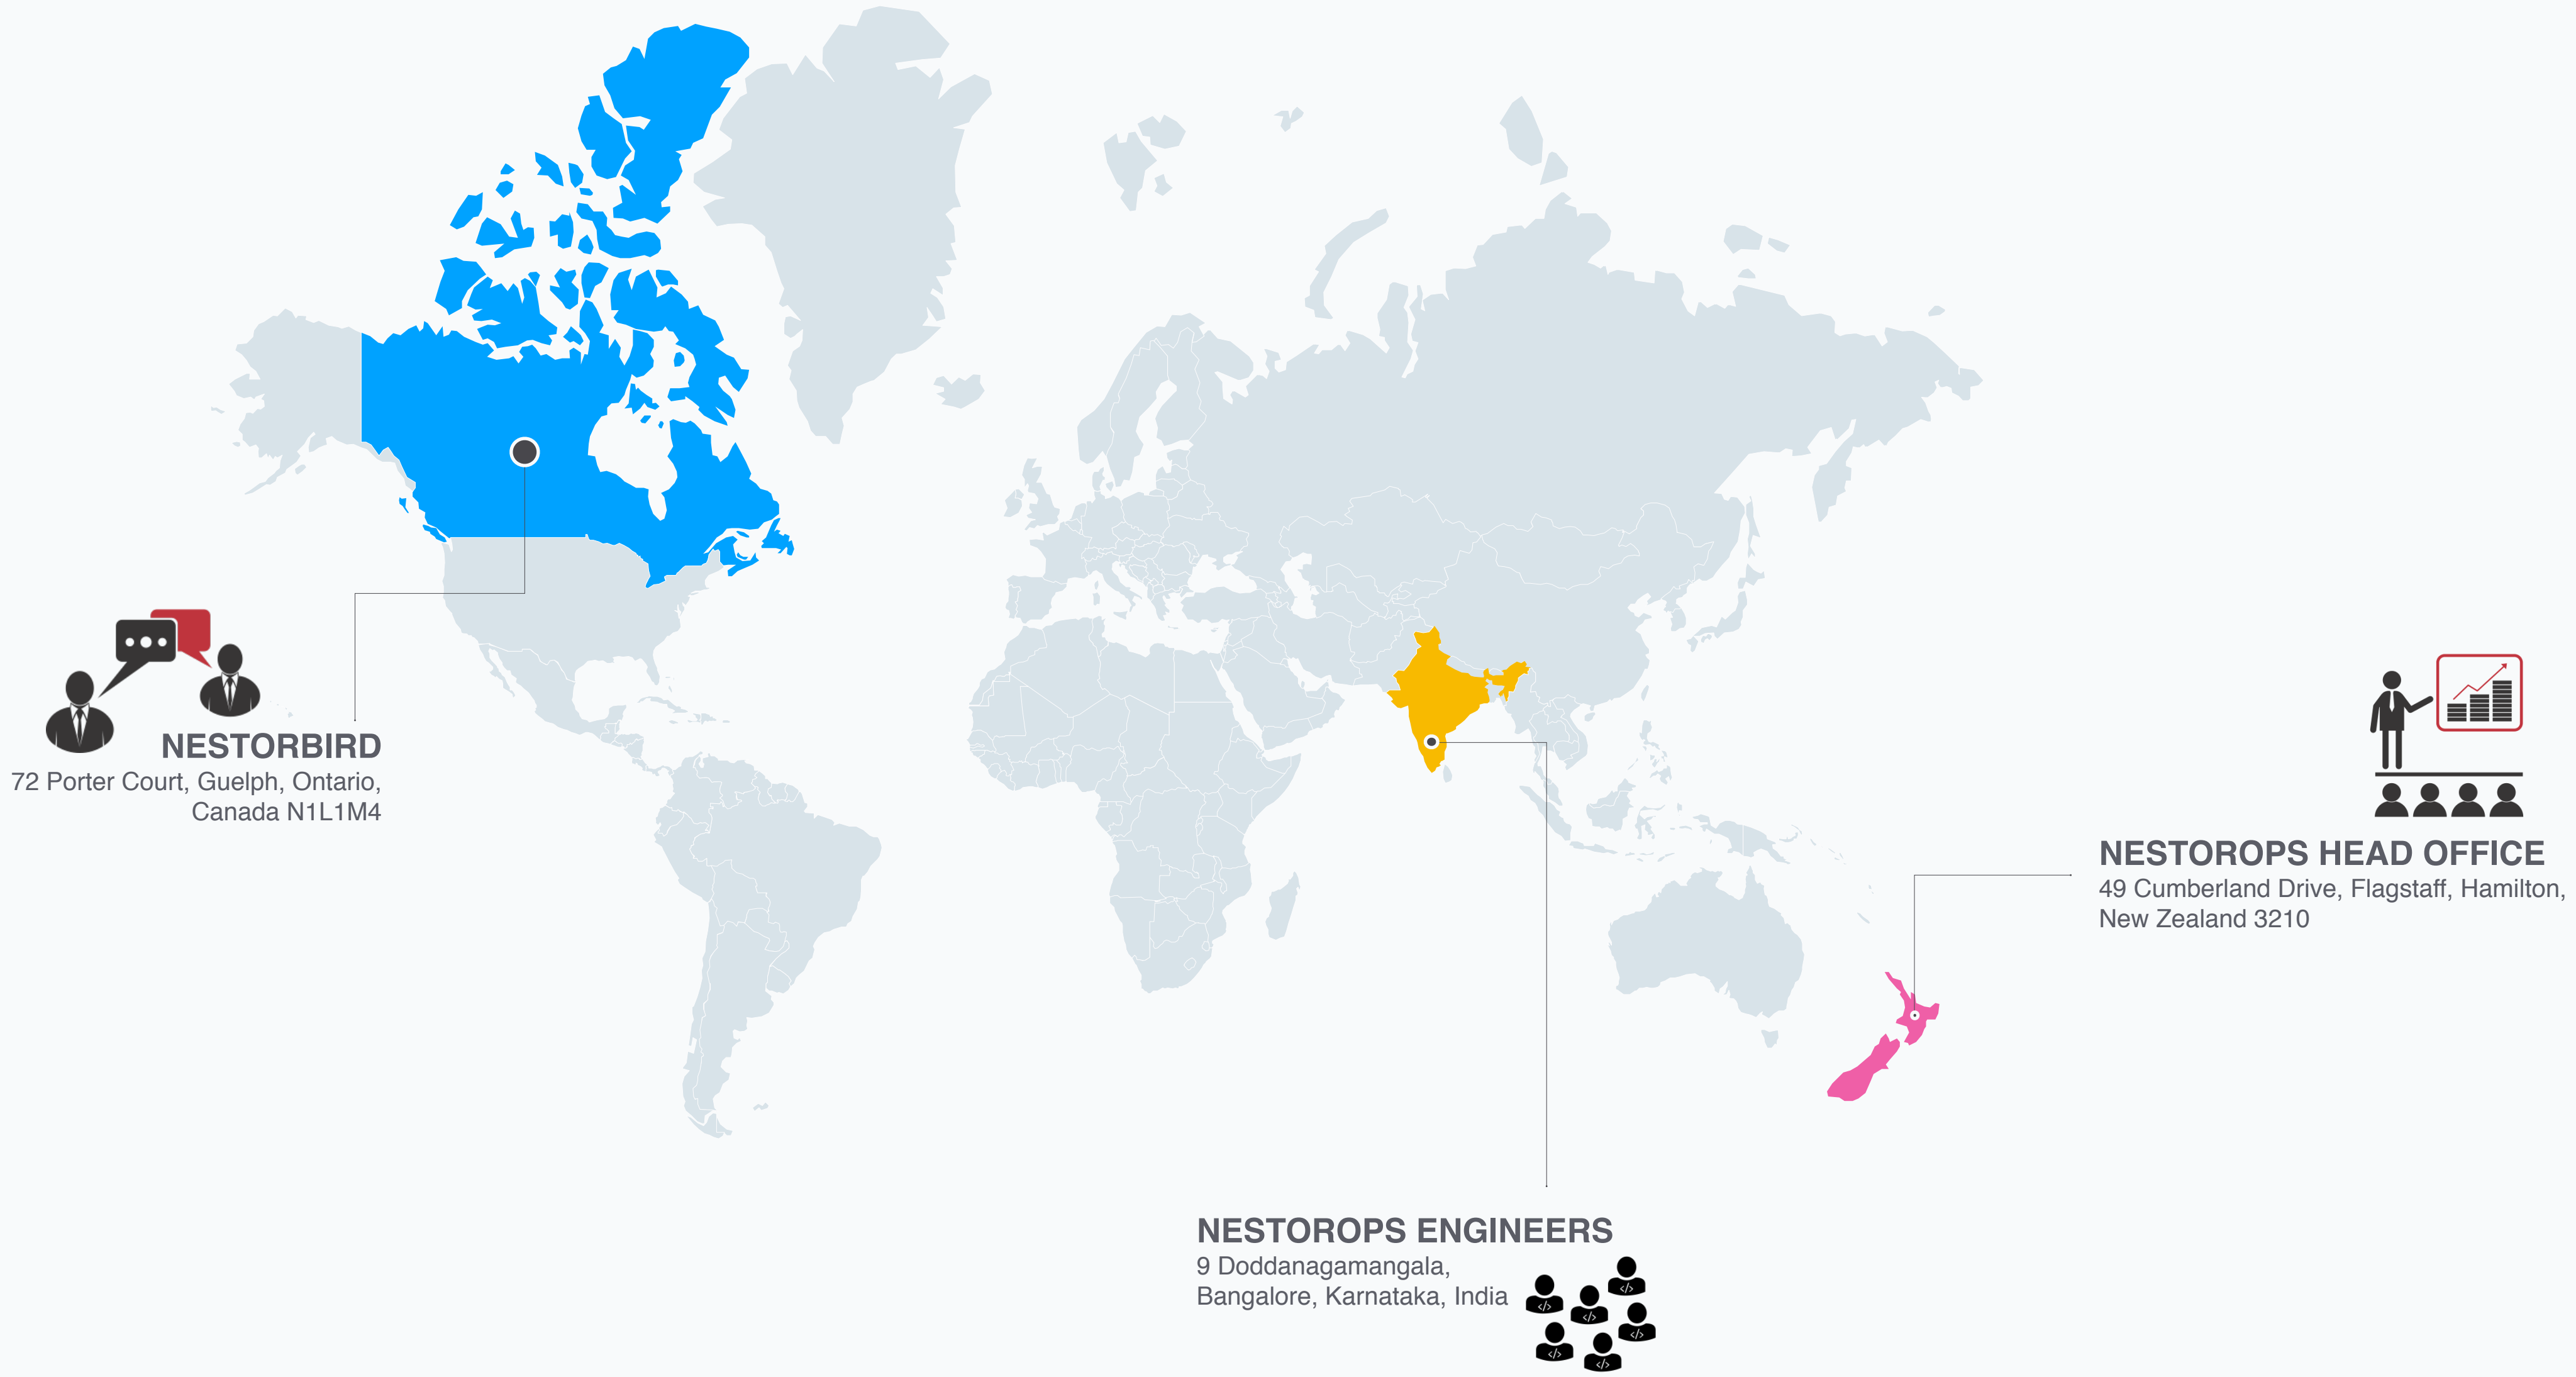 NESTORBIRD
72 Porter Court, Guelph, Ontario,
Canada N1L1M4
NESTOROPS HEAD OFFICE
49 Cumberland Drive, Flagstaff, Hamilton,
New Zealand 3210
NESTOROPS ENGINEERS
9 Doddanagamangala,
Bangalore, Karnataka, India
</>
</>
</>
</>
</>
</>